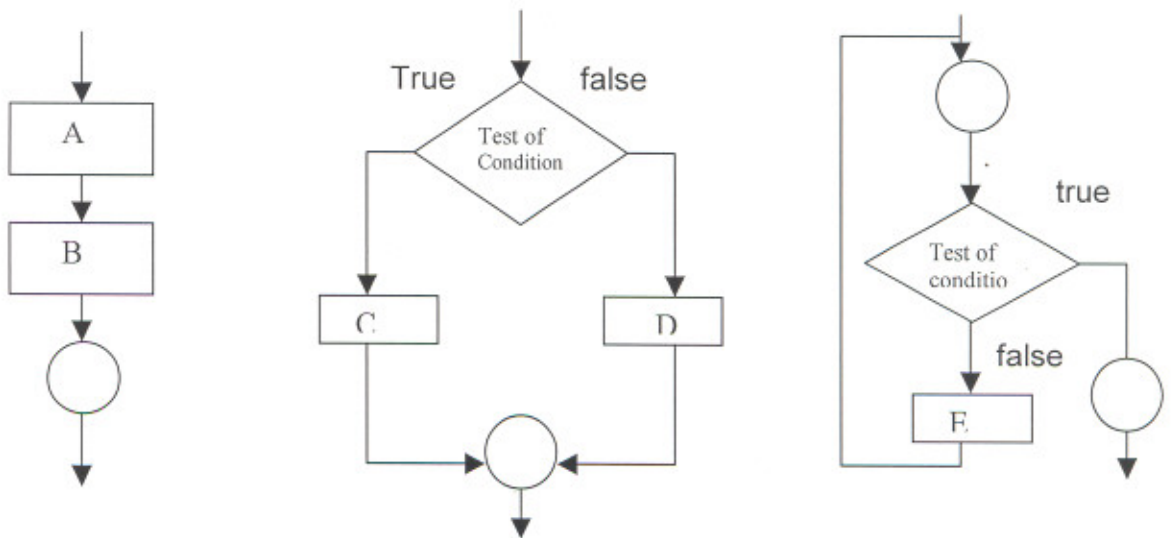 A
B
True
false
Test of
Condition
C
D
true
Test of
conditio
false
E